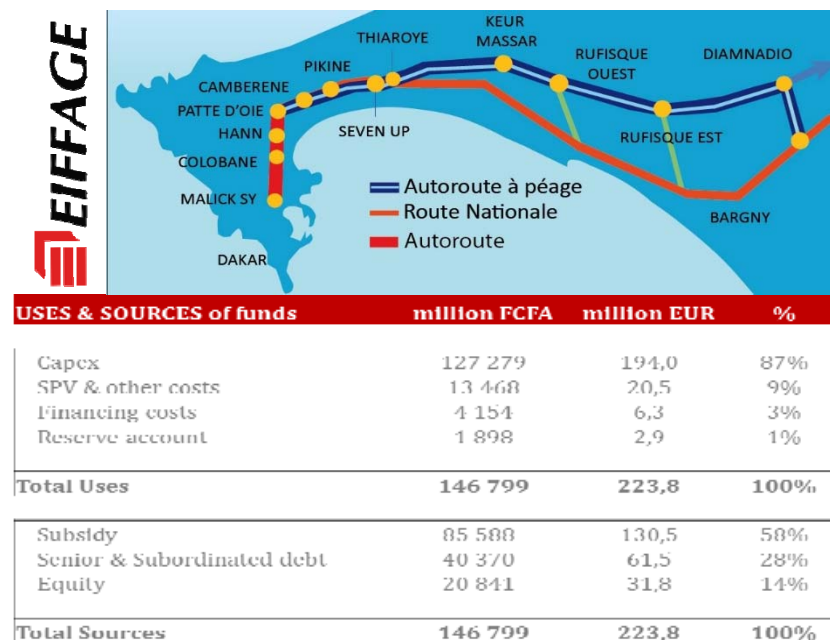 EIFFAGE
KEUR
MASSAR
THIAROYE
RUFISQUE
OUEST
DIAMNADIO
PIKINE
CAMBERENE
PATTE D'OIE
HANN
SEVEN UP
RUFISQUE EST
COLOBANE
MALICK SY
Autoroute à péage
Route Nationale
BARGNY
Autoroute
DAKAR
USES & SOURCES of funds million FCFA million EUR %
Capex 127 279 194,0 87%
SPV & other costs 13 468 20,5 9%
Financing costs 4 154 6,3 3%
Reserve account 1 898 2,9 1%
Total Uses 146 799 223,8 100%
Subsidy 85 588 130,5 58%
Senior & Subordinated debt 40 370 61,5 28%
Equity 20 841 31,8 14%
Total Sources 146 799 223,8 100%